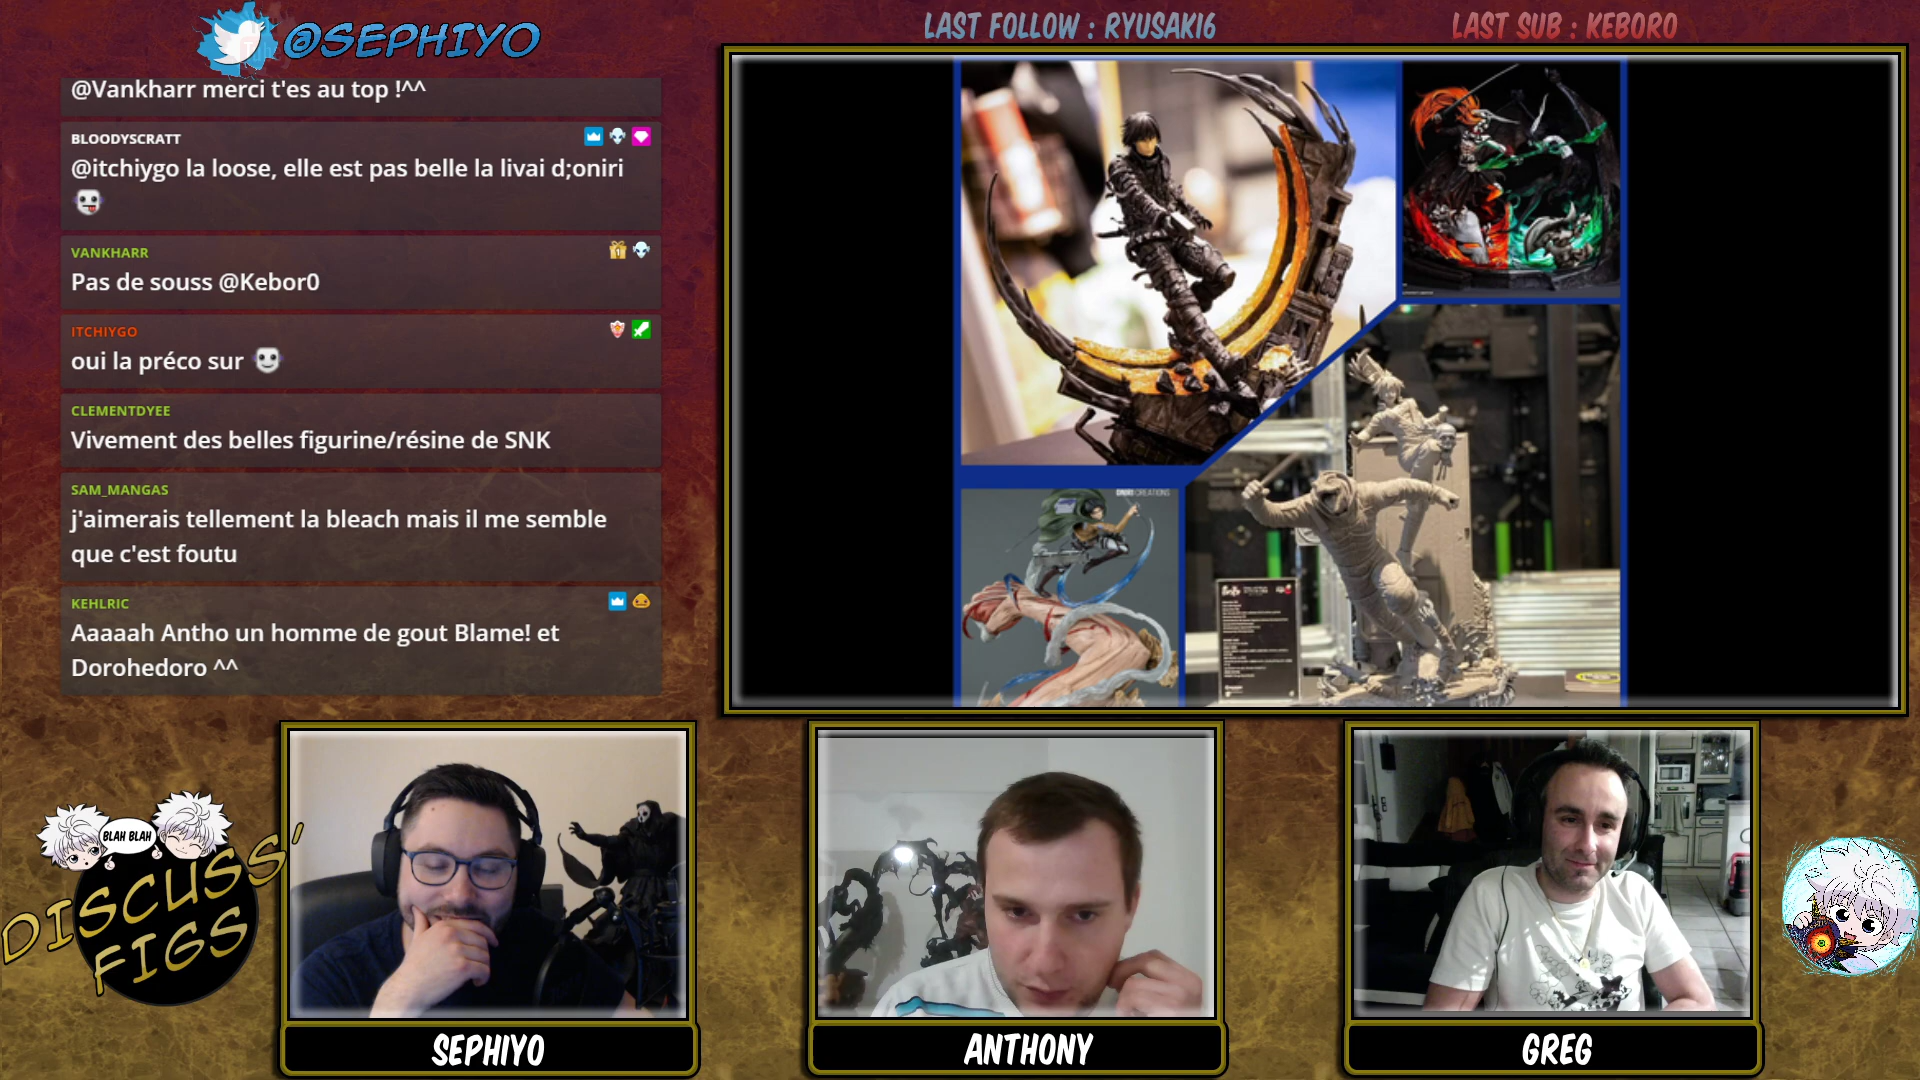 @SEPHIYO
LAST FOLLOW : RYUSAKI6
LAST SUB : KEBORO
@Vankharr merci t'es au top !^^
BLOODYSCRATT
@itchiygo la loose, elle est pas belle la livai d;oniri
VANKHARR
Pas de souss @Kebor0
ITCHIYGO
oui la préco sur
CLEMENTDYEE
Vivement des belles figurine/résine de SNK
SAM_MANGAS
j'aimerais tellement la bleach mais il me semble
que c'est foutu
KEHLRIC
Aaaaah Antho un homme de gout Blame! et
Dorohedoro ^^
ONIRI CREATIONS
BLAH BLAH
DISCUSS'
FIGS
SEPHIYO
ANTHONY
GREG